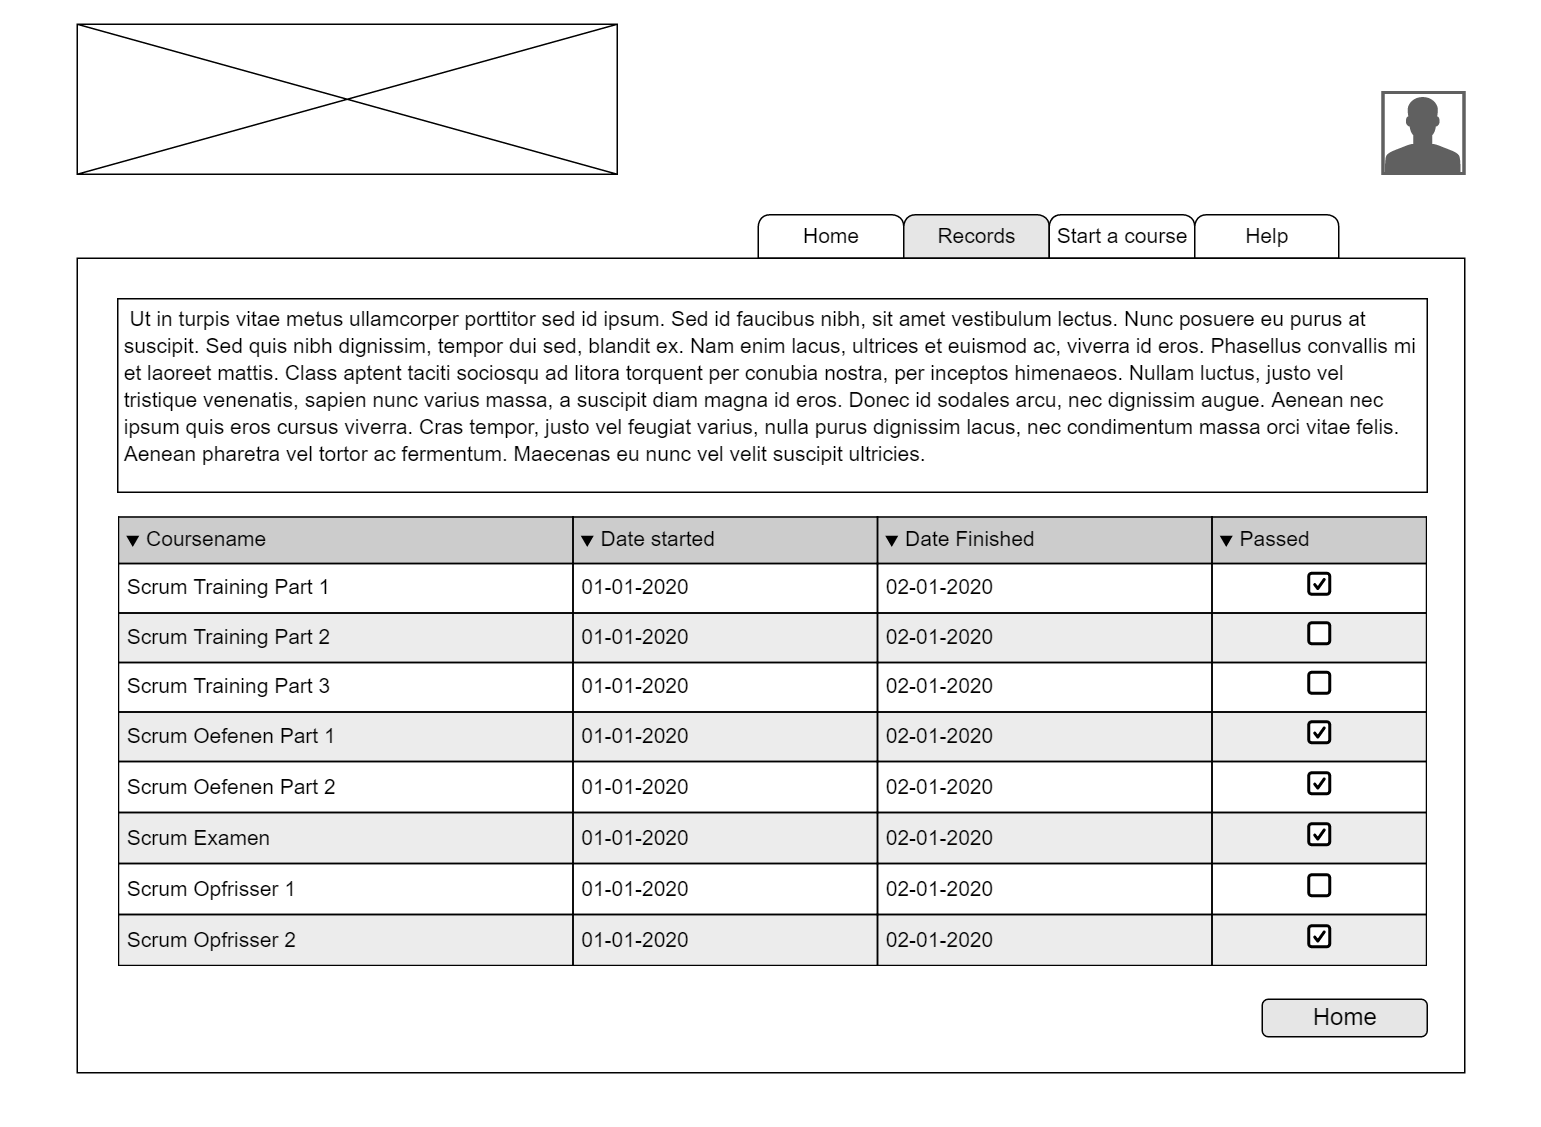 Home Records Start a course Help
Ut in turpis vitae metus ullamcorper porttitor sed id ipsum. Sed id faucibus nibh, sit amet vestibulum lectus. Nunc posuere eu purus at
suscipit. Sed quis nibh dignissim, tempor dui sed, blandit ex. Nam enim lacus, ultrices et euismod ac, viverra id eros. Phasellus convallis mi
et laoreet mattis. Class aptent taciti sociosqu ad litora torquent per conubia nostra, per inceptos himenaeos. Nullam luctus, justo vel
tristique venenatis, sapien nunc varius massa, a suscipit diam magna id eros. Donec id sodales arcu, nec dignissim augue. Aenean nec
ipsum quis eros cursus viverra. Cras tempor, justo vel feugiat varius, nulla purus dignissim lacus, nec condimentum massa orci vitae felis.
Aenean pharetra vel tortor ac fermentum. Maecenas eu nunc vel velit suscipit ultricies.
Coursename Date started Date Finished Passed
Scrum Training Part 1 01-01-2020 02-01-2020
Scrum Training Part 2 01-01-2020 02-01-2020
Scrum Training Part 3 01-01-2020 02-01-2020
Scrum Oefenen Part 1 01-01-2020 02-01-2020
Scrum Oefenen Part 2 01-01-2020 02-01-2020
Scrum Examen 01-01-2020 02-01-2020
Scrum Opfrisser 1 01-01-2020 02-01-2020
Scrum Opfrisser 2 01-01-2020 02-01-2020
Home